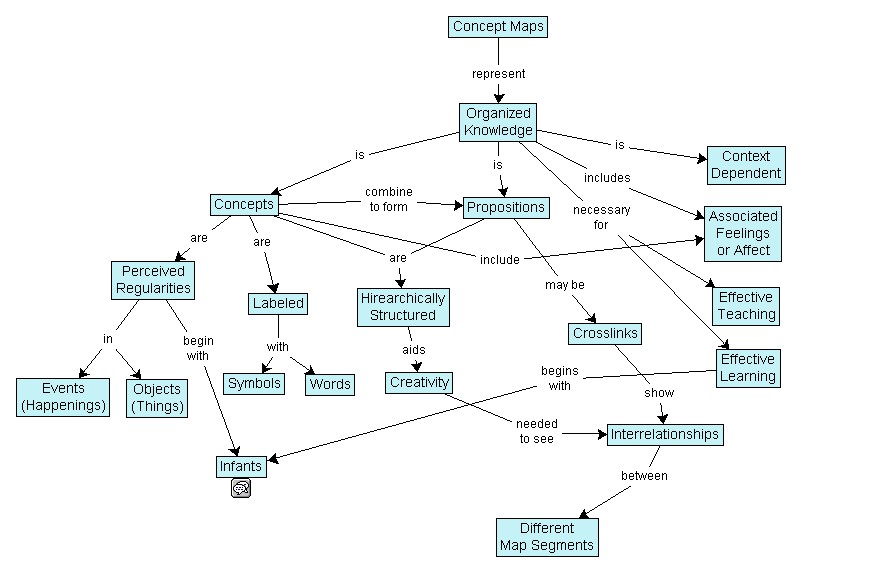 Concept Maps
represent
Organized
Knowledge
is
is
is
Context
Dependent
includes
combine
to form
Concepts
Propositions
necessary
for
Associated
Feelings
or Affect
are
are
are
include
Perceived
Regularities
Labeled
Hirearchically
Structured
may be
Effective
Teaching
Crosslinks
in
begin
with
with
aids
Effective
Learning
Events
(Happenings)
Objects
(Things)
Symbols
Words
Creativity
begins
with
show
needed
to see
Interrelationships
Infants
between
Different
Map Segments